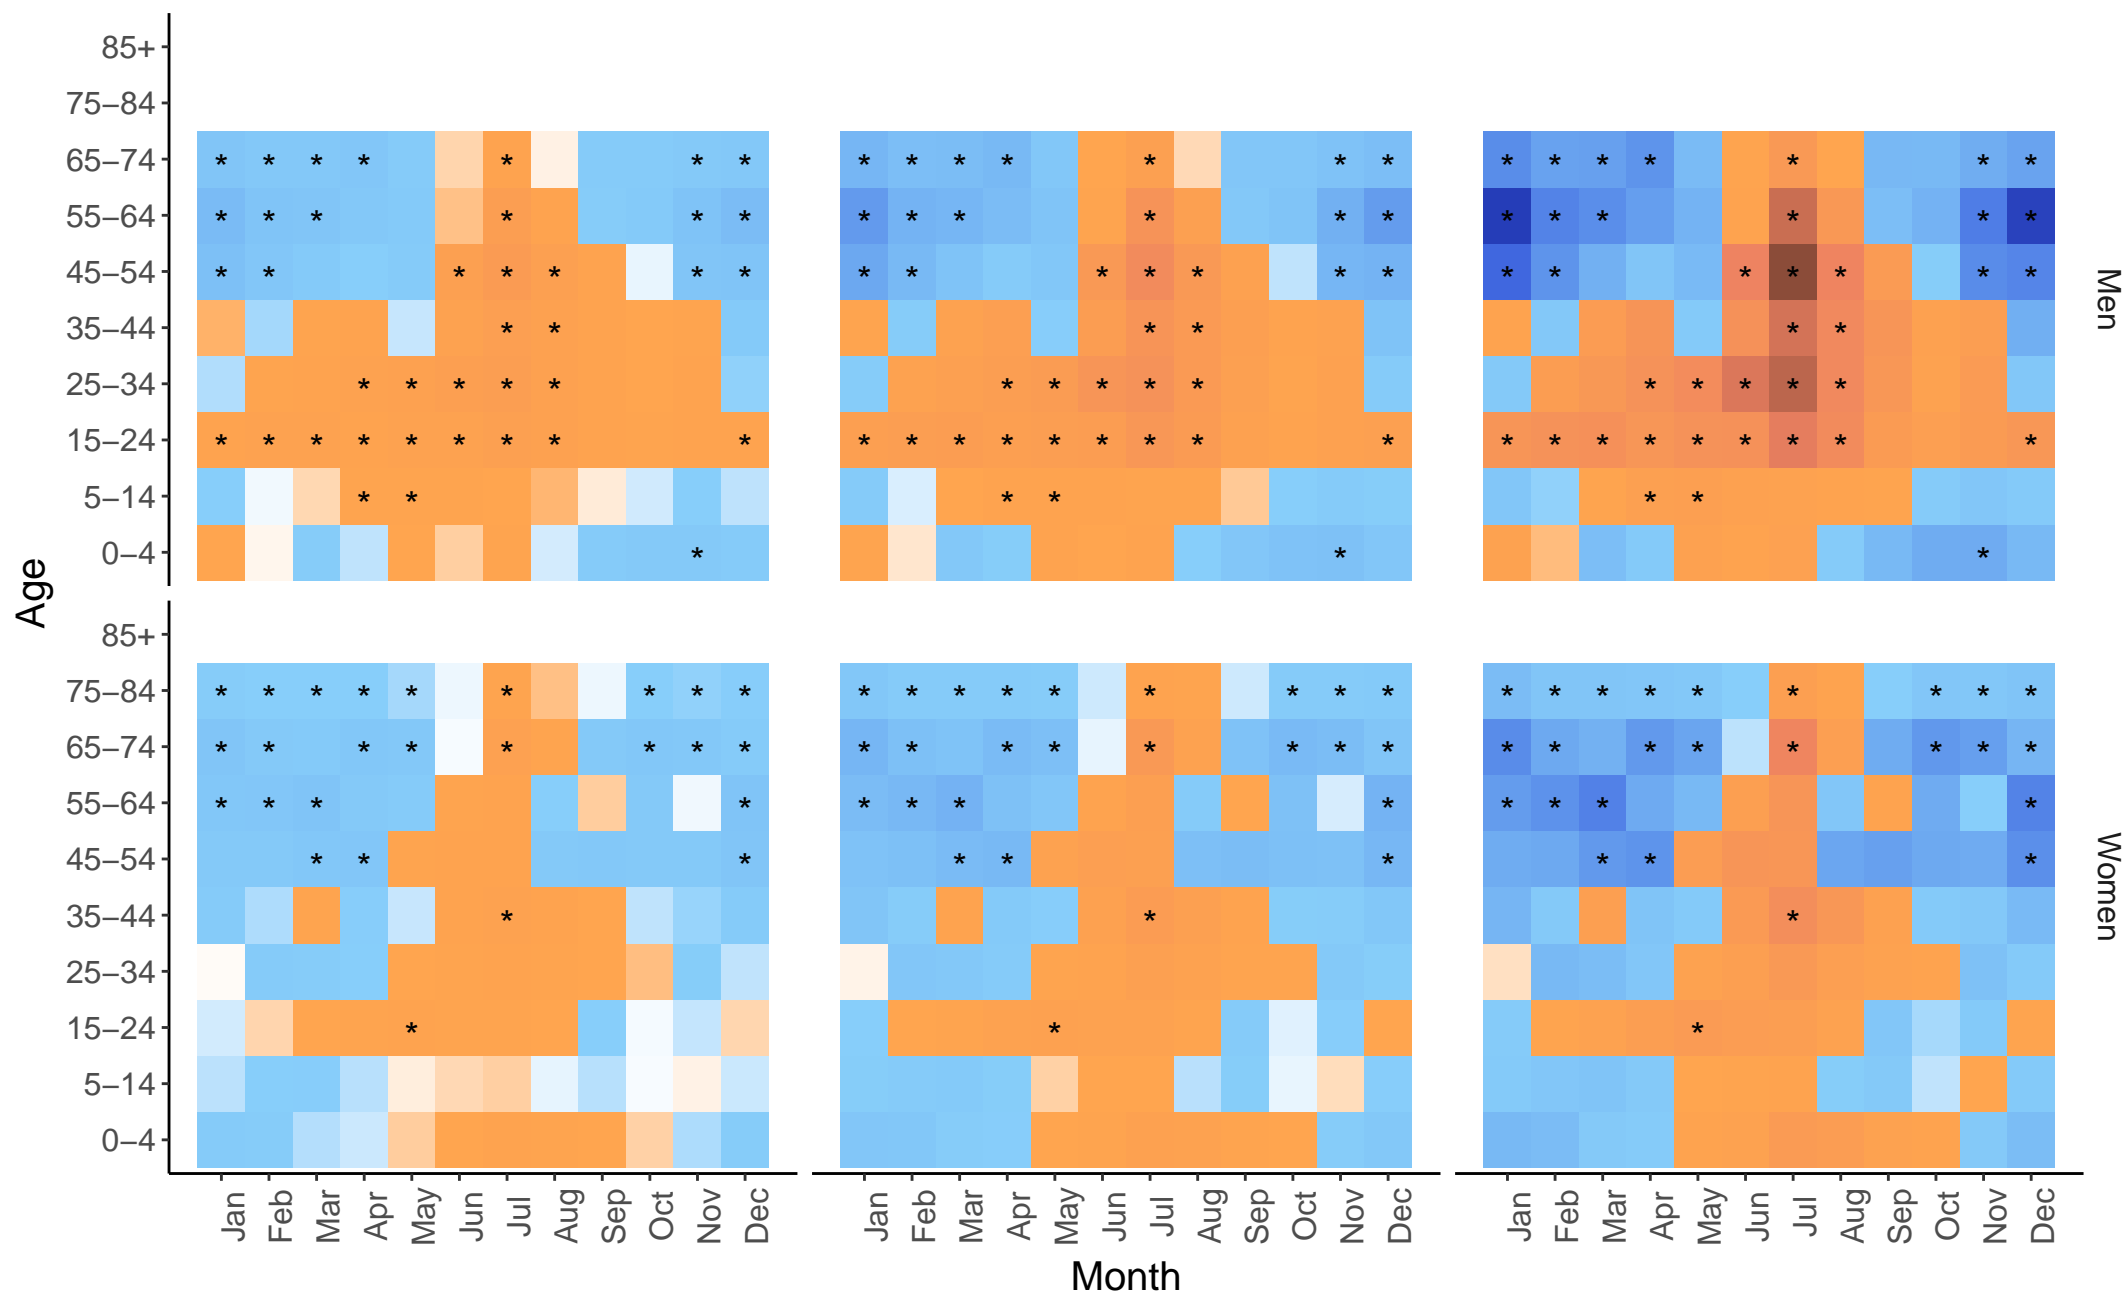 85+
75–84
65–74 * * * * * * * * * * * * * * * * * * * * *
55–64 * * * * * * * * * * * * * * * * * *
45–54 * * * * * * * * * * * * * * * * * * * * *
35–44 * * * * * *
25–34 * * * * * * * * * * * * * * *
15–24 * * * * * * * * * * * * * * * * * * * * * * * * * * *
5–14 * * * * * *
0–4 * * *
Men
Age
85+
75–84 * * * * * * * * * * * * * * * * * * * * * * * * * * *
65–74 * * * * * * * * * * * * * * * * * * * * * * * *
55–64 * * * * * * * * * * * *
45–54 * * * * * * * * *
35–44 * * *
25–34
15–24 * * *
5–14
0–4
Women
Jan Feb Mar Apr May Jun Jul Aug Sep Oct Nov Dec
Jan Feb Mar Apr May Jun Jul Aug Sep Oct Nov Dec
Jan Feb Mar Apr May Jun Jul Aug Sep Oct Nov Dec
Month